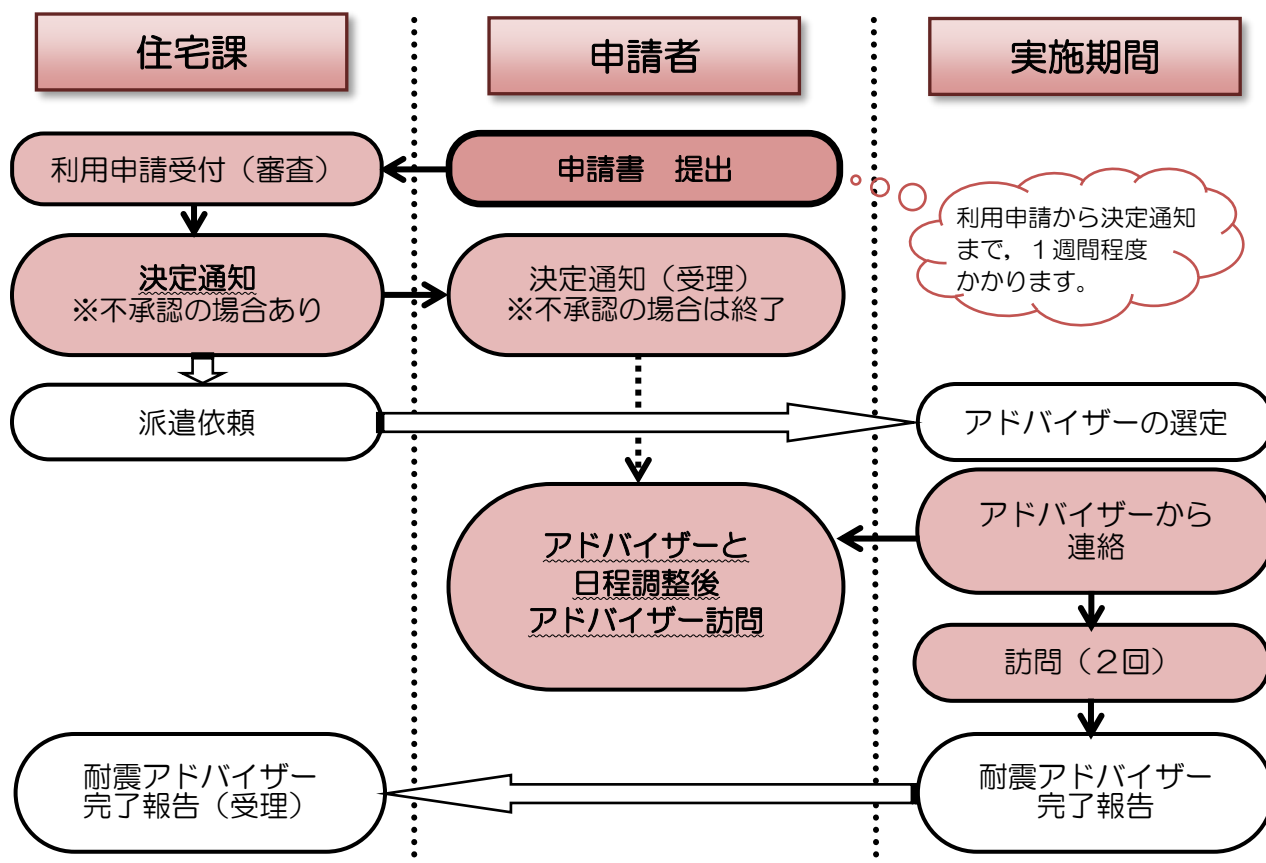 住宅課
申請者
実施期間
利用申請受付（審査）
申請書　提出
利用申請から決定通知
まで，１週間程度
かかります。
決定通知
※不承認の場合あり
決定通知（受理）
※不承認の場合は終了
派遣依頼
アドバイザーの選定
アドバイザーと
日程調整後
アドバイザー訪問
アドバイザーから
連絡
訪問（２回）
耐震アドバイザー
完了報告（受理）
耐震アドバイザー
完了報告